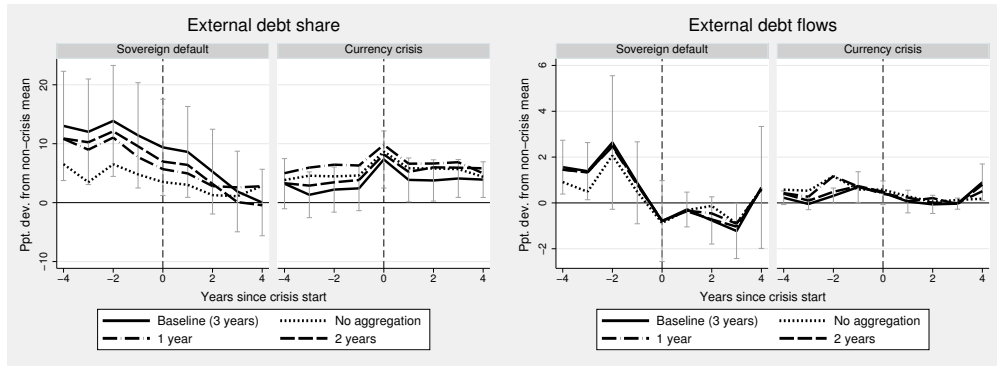 External debt share
Sovereign default
Currency crisis
Ppt. dev. from non−crisis mean
20
10
0
−10
−4 −2 0 2 4
−4 −2 0 2 4
Years since crisis start
Baseline (3 years)
No aggregation
1 year
2 years
External debt flows
Sovereign default
Currency crisis
Ppt. dev. from non−crisis mean
6
4
2
0
−2
−4 −2 0 2 4
−4 −2 0 2 4
Years since crisis start
Baseline (3 years)
No aggregation
1 year
2 years